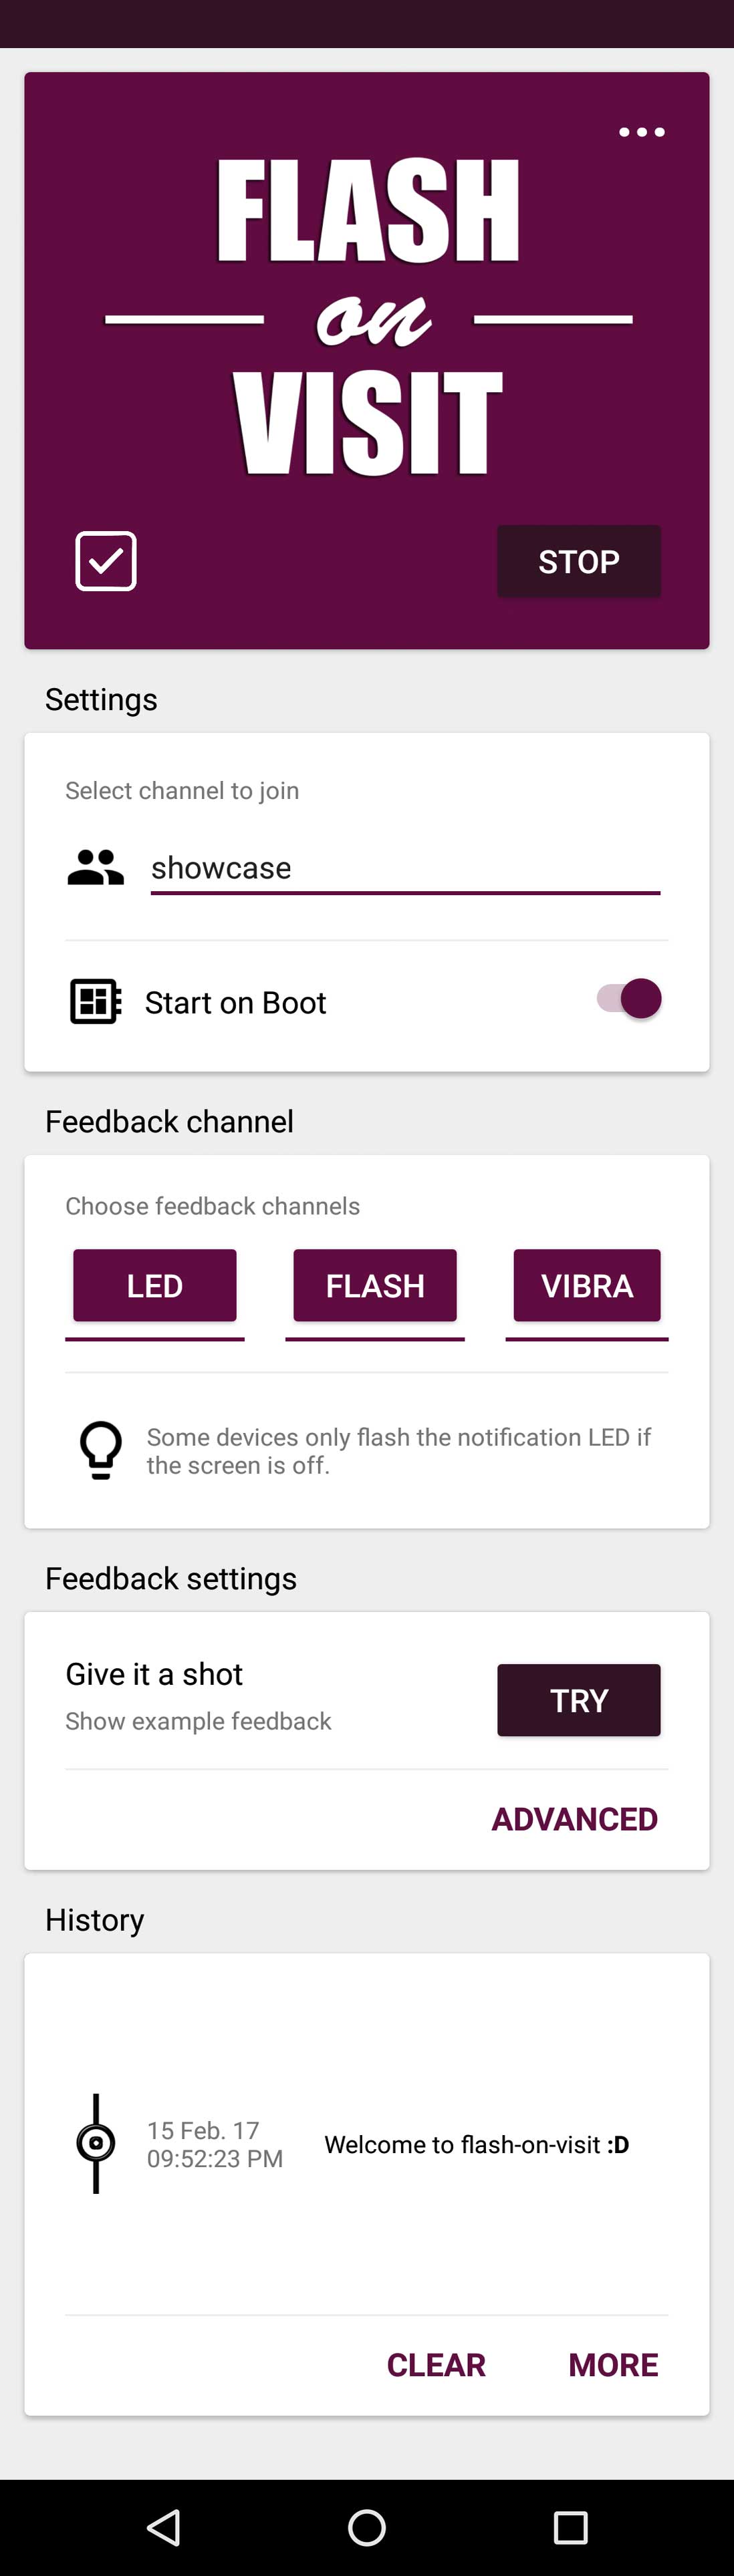 FLASH
on
VISIT
STOP
Settings
Select channel to join
showcase
Start on Boot
Feedback channel
Choose feedback channels
LED FLASH VIBRA
Some devices only flash the notification LED if
the screen is off.
Feedback settings
Give it a shot
Show example feedback
TRY
ADVANCED
History
15 Feb. 17
09:52:23 PM
Welcome to flash-on-visit :D
CLEAR MORE